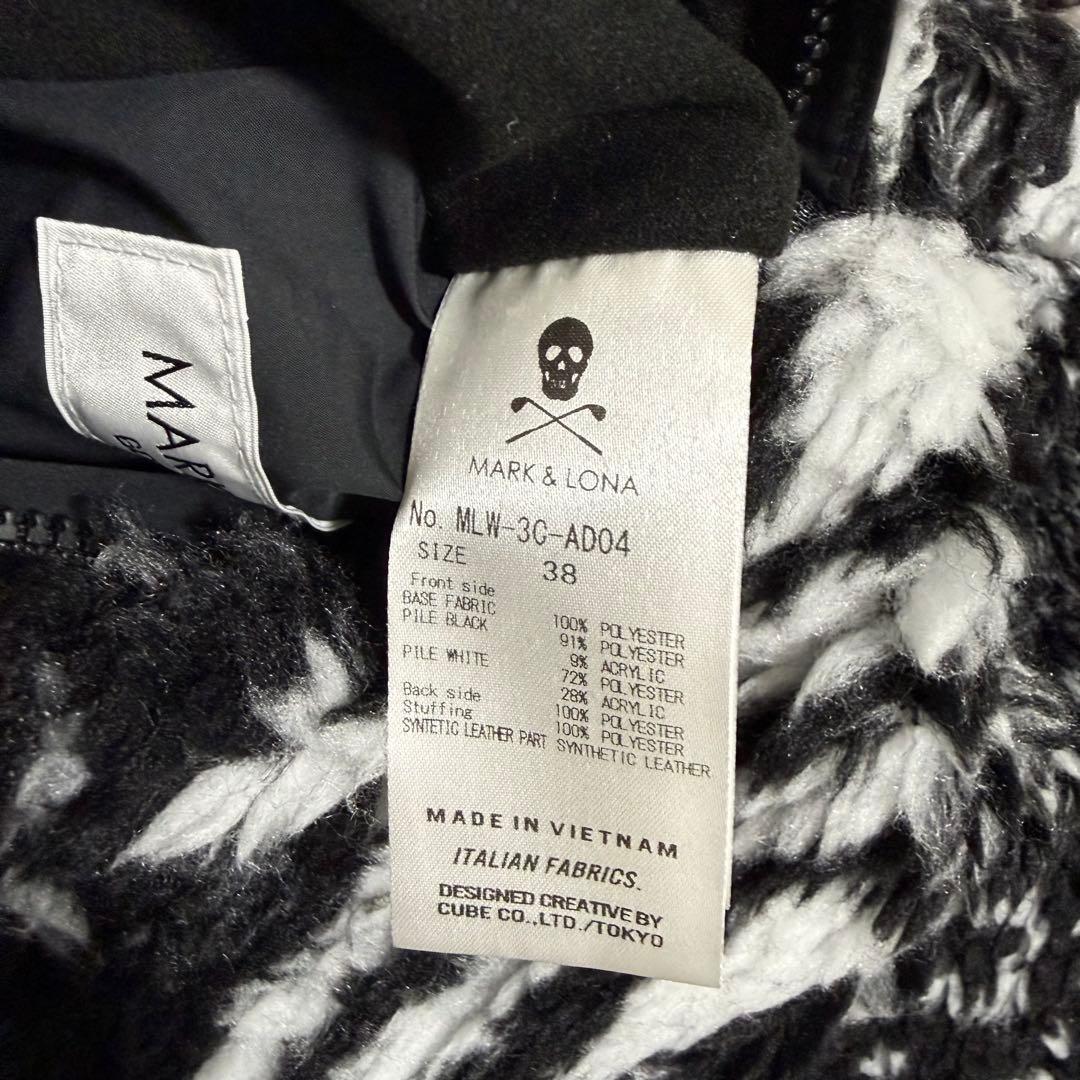 MAR
MARK & LONA
No. MLW-3C-AD04
SIZE 38
Front side
BASE FABRIC 100% POLYESTER
PILE BLACK 91% POLYESTER
9% ACRYLIC
PILE WHITE 72% POLYESTER
28% ACRYLIC
Back side 100% POLYESTER
Stuffing 100% POLYESTER
SYNTETIC LEATHER PART SYNTHETIC LEATHER
MADE IN VIETNAM
ITALIAN FABRICS.
DESIGNED CREATIVE BY
CUBE CO.,LTD./TOKYO